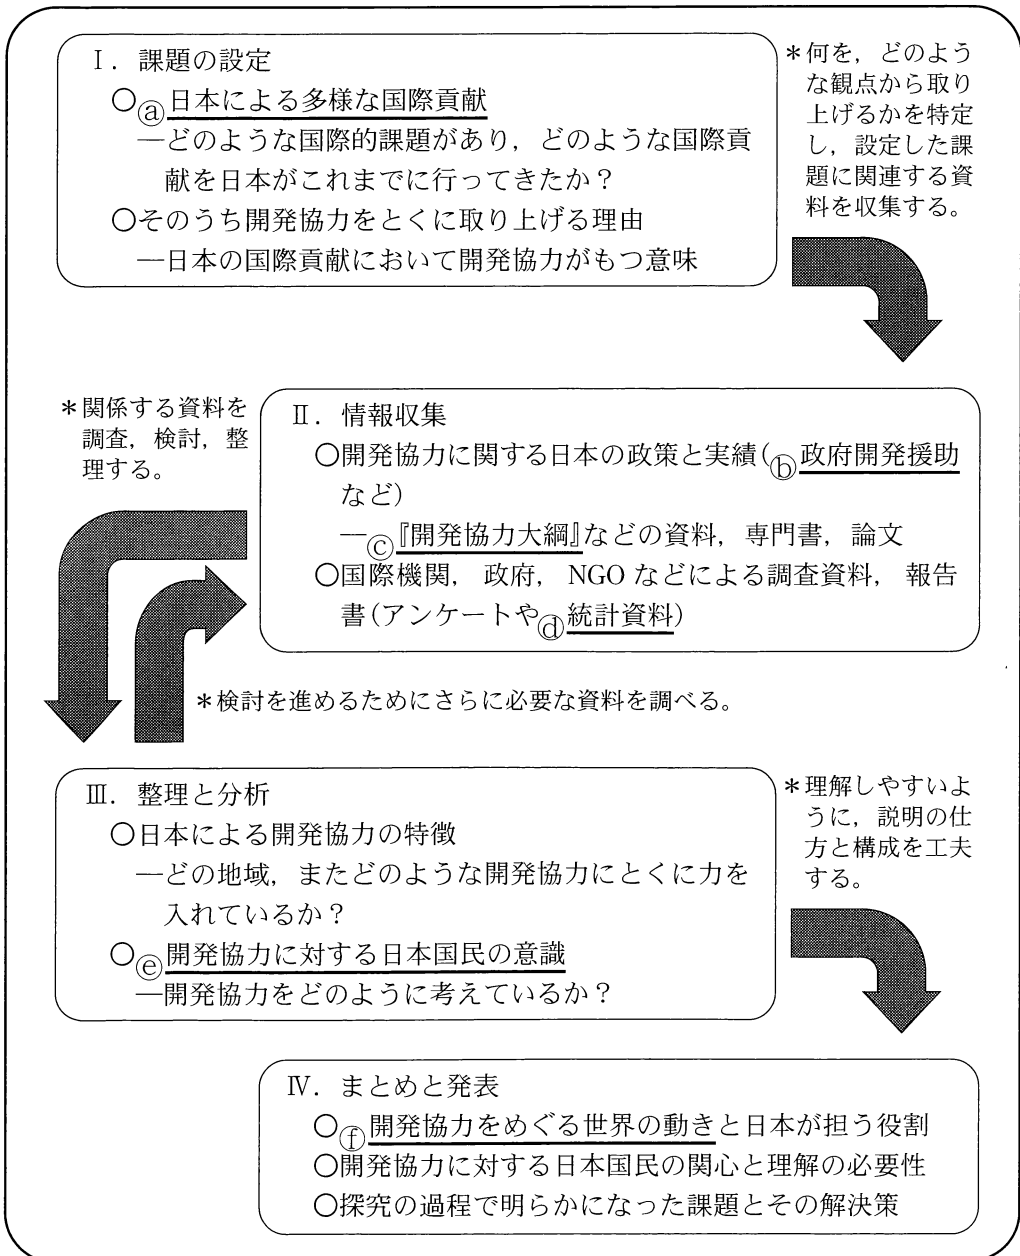 Ⅰ．課題の設定
○ⓐ日本による多様な国際貢献
―どのような国際的課題があり，どのような国際貢
献を日本がこれまでに行ってきたか？
○そのうち開発協力をとくに取り上げる理由
―日本の国際貢献において開発協力がもつ意味
＊何を，どのよう
な観点から取り
上げるかを特定
し，設定した課
題に関連する資
料を収集する。
＊関係する資料を
調査，検討，整
理する。
Ⅱ．情報収集
○開発協力に関する日本の政策と実績(ⓑ政府開発援助
など)
―ⓒ『開発協力大綱』などの資料，専門書，論文
○国際機関，政府，NGOなどによる調査資料，報告
書(アンケートやⓓ統計資料)
＊検討を進めるためにさらに必要な資料を調べる。
Ⅲ．整理と分析
○日本による開発協力の特徴
―どの地域，またどのような開発協力にとくに力を
入れているか？
○ⓔ開発協力に対する日本国民の意識
―開発協力をどのように考えているか？
＊理解しやすいよ
うに，説明の仕
方と構成を工夫
する。
Ⅳ．まとめと発表
○ⓕ開発協力をめぐる世界の動きと日本が担う役割
○開発協力に対する日本国民の関心と理解の必要性
○探究の過程で明らかになった課題とその解決策